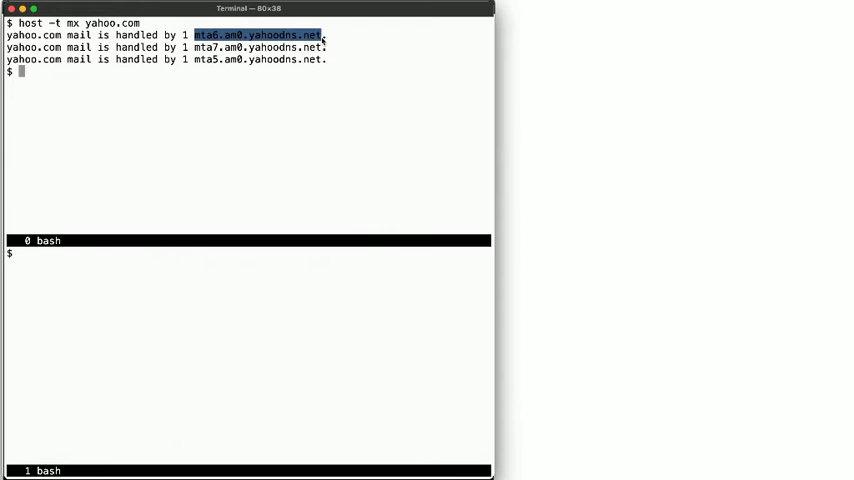 Terminal — 80×38
$ host -t mx yahoo.com
yahoo.com mail is handled by 1 mta6.am0.yahoodns.net.
yahoo.com mail is handled by 1 mta7.am0.yahoodns.net.
yahoo.com mail is handled by 1 mta5.am0.yahoodns.net.
$
0 bash
$
1 bash